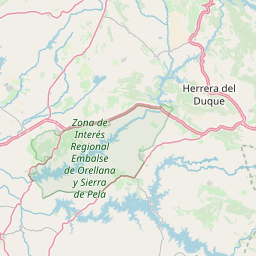 Herrera del
Duque
Zona de
Interés
Regional
Embalse
de Orellana
y Sierra
de Pela